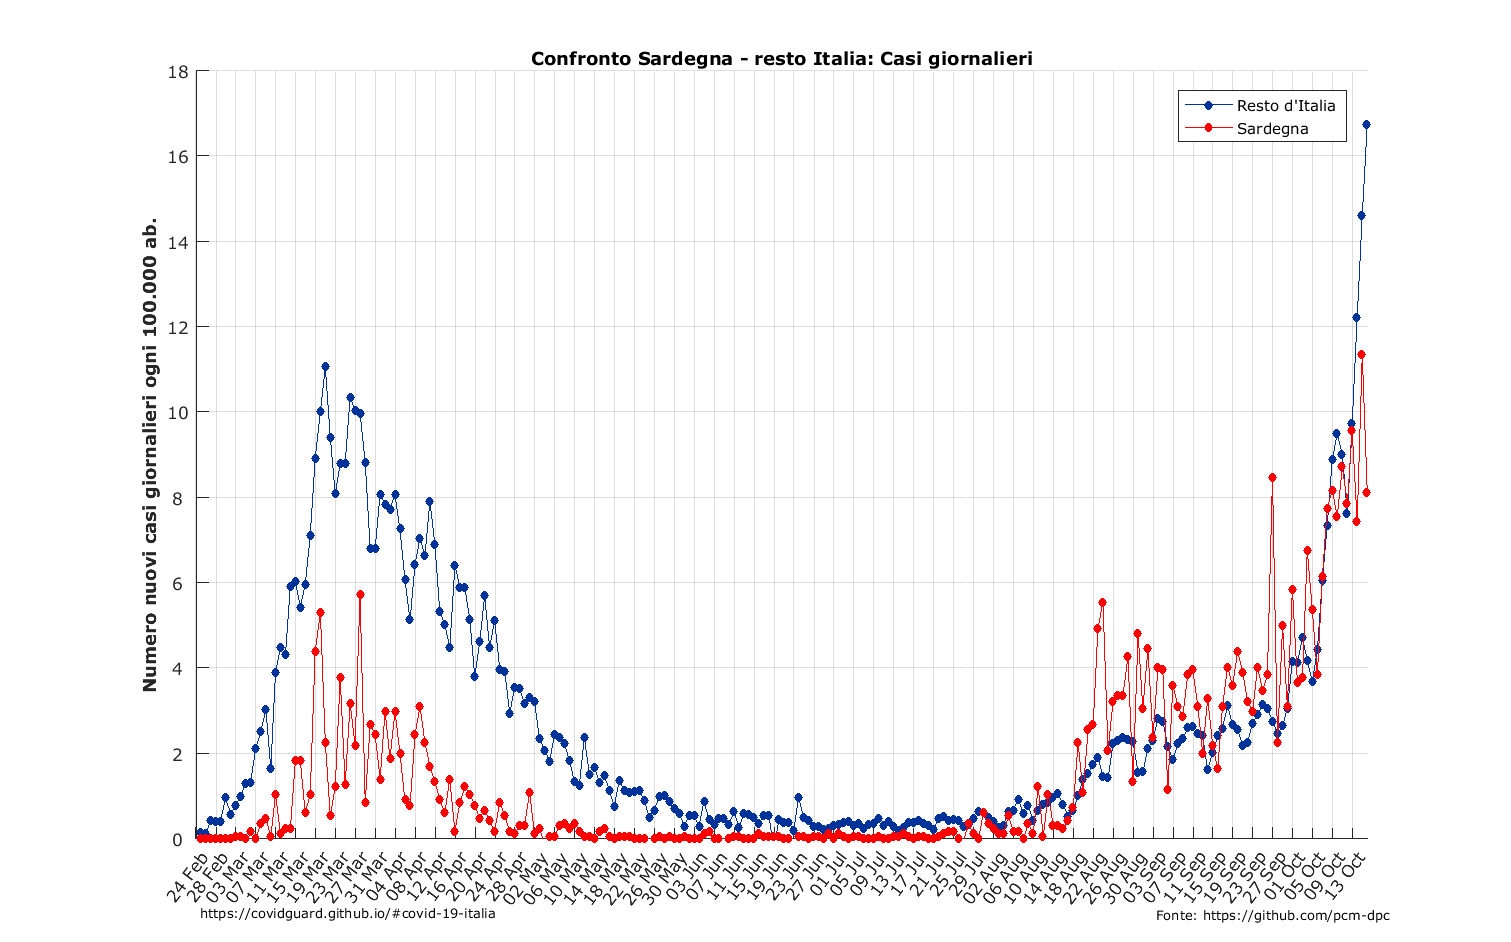 Confronto Sardegna - resto Italia: Casi giornalieri
Resto d'Italia
Sardegna
Numero nuovi casi giornalieri ogni 100.000 ab.
18
16
14
12
10
8
6
4
2
0
24 Feb
28 Feb
03 Mar
07 Mar
11 Mar
15 Mar
19 Mar
23 Mar
27 Mar
31 Mar
04 Apr
08 Apr
12 Apr
16 Apr
20 Apr
24 Apr
28 Apr
02 May
06 May
10 May
14 May
18 May
22 May
26 May
30 May
03 Jun
07 Jun
11 Jun
15 Jun
19 Jun
23 Jun
27 Jun
01 Jul
05 Jul
09 Jul
13 Jul
17 Jul
21 Jul
25 Jul
29 Jul
02 Aug
06 Aug
10 Aug
14 Aug
18 Aug
22 Aug
26 Aug
30 Aug
03 Sep
07 Sep
11 Sep
15 Sep
19 Sep
23 Sep
27 Sep
01 Oct
05 Oct
09 Oct
13 Oct
https://covidguard.github.io/#covid-19-italia
Fonte: https://github.com/pcm-dpc